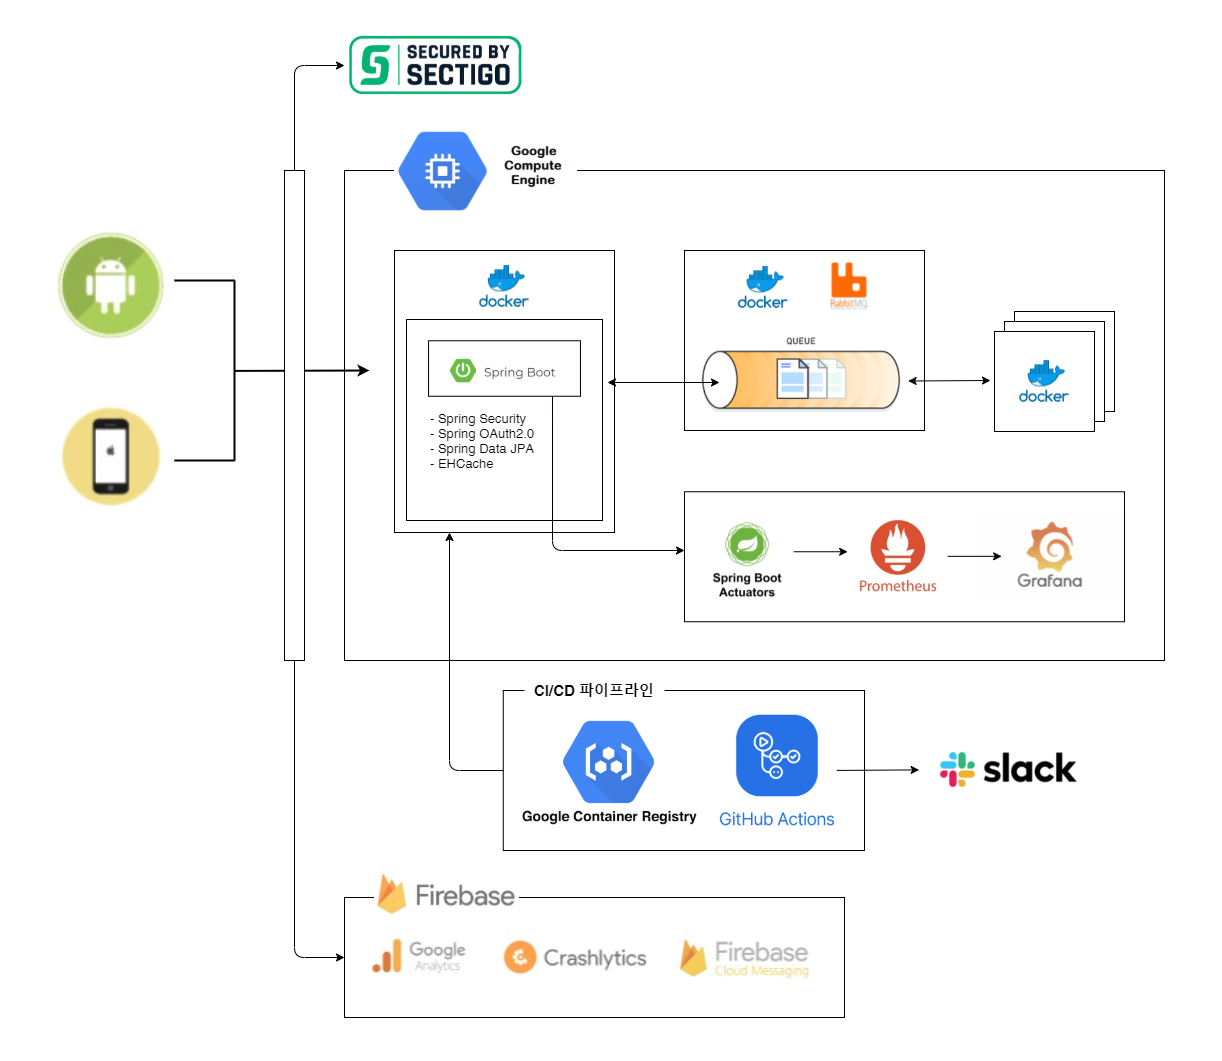 SECURED BY
SECTIGO
Google
Compute
Engine
docker
Spring Boot
- Spring Security
- Spring OAuth2.0
- Spring Data JPA
- EHCache
docker
RabbitMQ
QUEUE
docker
Spring Boot
Actuators
Prometheus
Grafana
CI/CD 파이프라인
Google Container Registry
GitHub Actions
slack
Firebase
Google
Analytics
Crashlytics
Firebase
Cloud Messaging